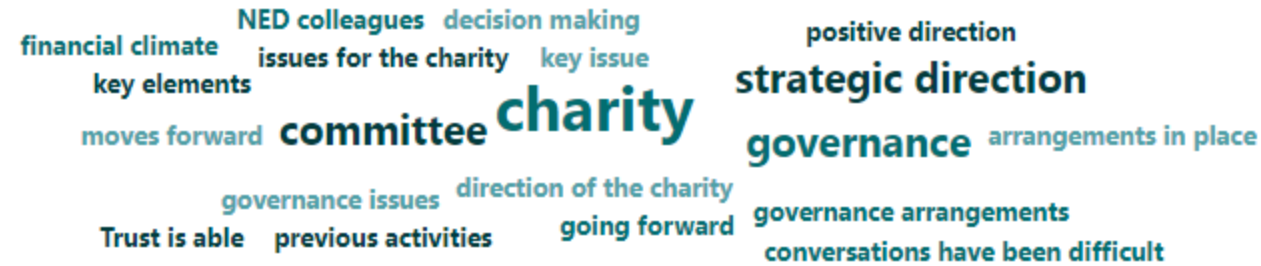 NED colleagues
decision making
positive direction
financial climate
issues for the charity
key issue
strategic direction
key elements
charity
committee
moves forward
governance
arrangements in place
direction of the charity
governance issues
governance arrangements
going forward
Trust is able
previous activities
conversations have been difficult